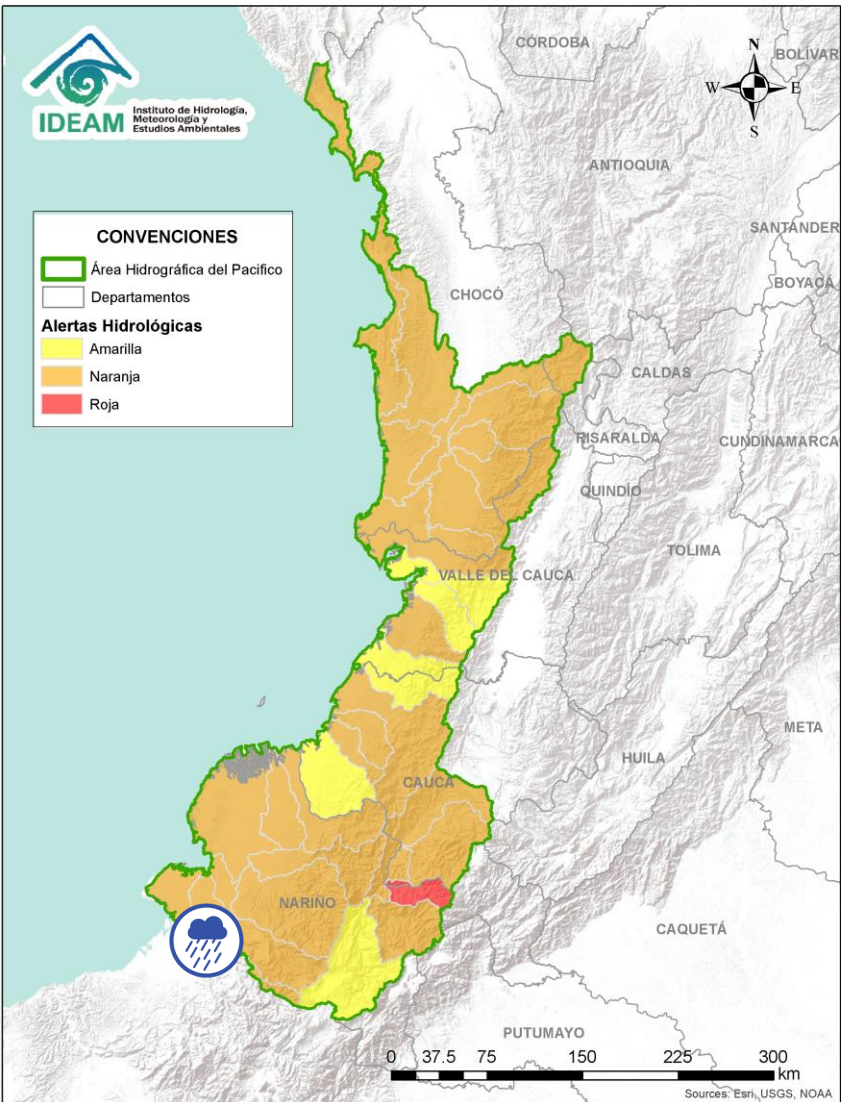 IDEAM
Instituto de Hidrología,
Meteorología y
Estudios Ambientales
CÓRDOBA
BOLIVAR
N
W
E
S
ANTIOQUIA
SANTANDER
BOYACÁ
CONVENCIONES
Área Hidrográfica del Pacifico
Departamentos
Alertas Hidrológicas
Amarilla
Naranja
Roja
CHOCÓ
CALDAS
RISARALDA
CUNDINAMARCA
QUINDÍO
TOLIMA
VALLE DEL CAUCA
META
HUILA
CAUCA
NARIÑO
CAQUETÁ
PUTUMAYO
0 37.5 75 150 225 300
km
Sources: Esri, USGS, NOAA